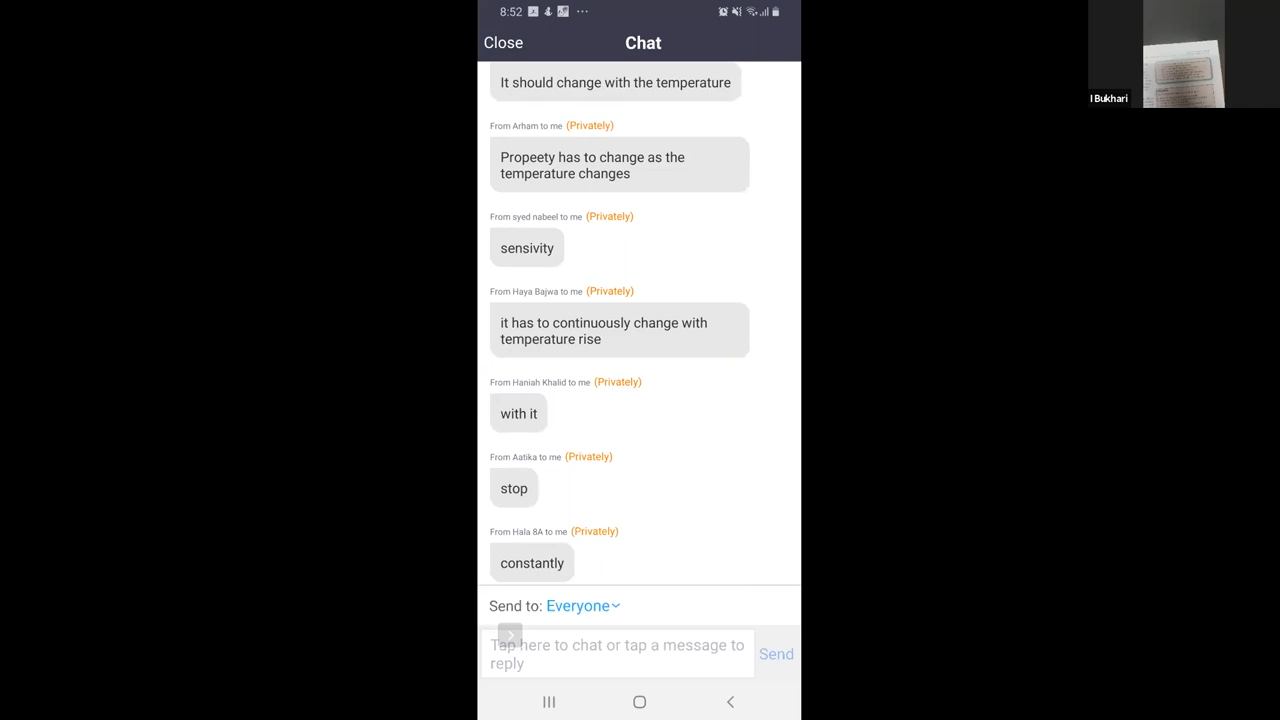 8:52
Close
Chat
It should change with the temperature
From Arham to me (Privately)
Propeety has to change as the
temperature changes
From syed nabeel to me (Privately)
sensivity
From Haya Bajwa to me (Privately)
it has to continuously change with
temperature rise
From Haniah Khalid to me (Privately)
with it
From Aatika to me (Privately)
stop
From Hala 8A to me (Privately)
constantly
Send to: Everyone
Tap here to chat or tap a message to
reply
Send
I Bukhari